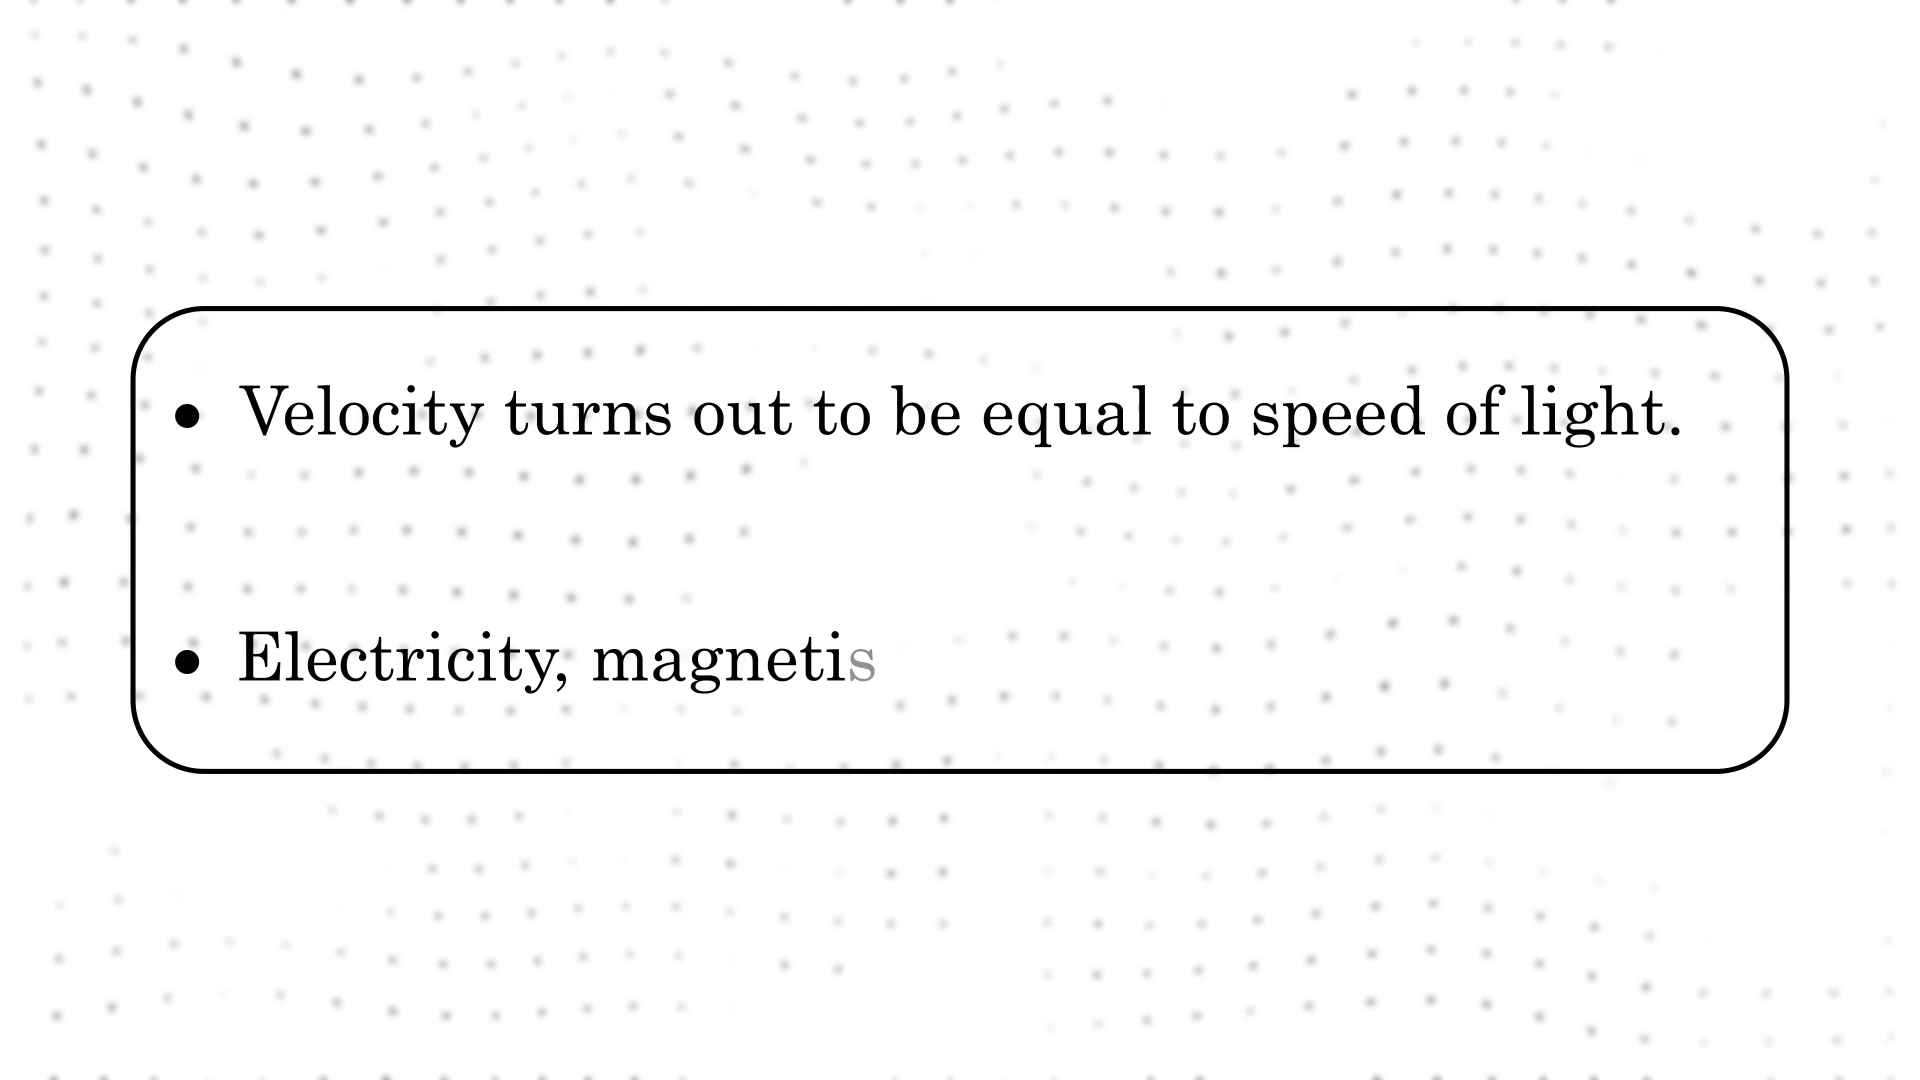 • Velocity turns out to be equal to speed of light.
• Electricity, magnetis